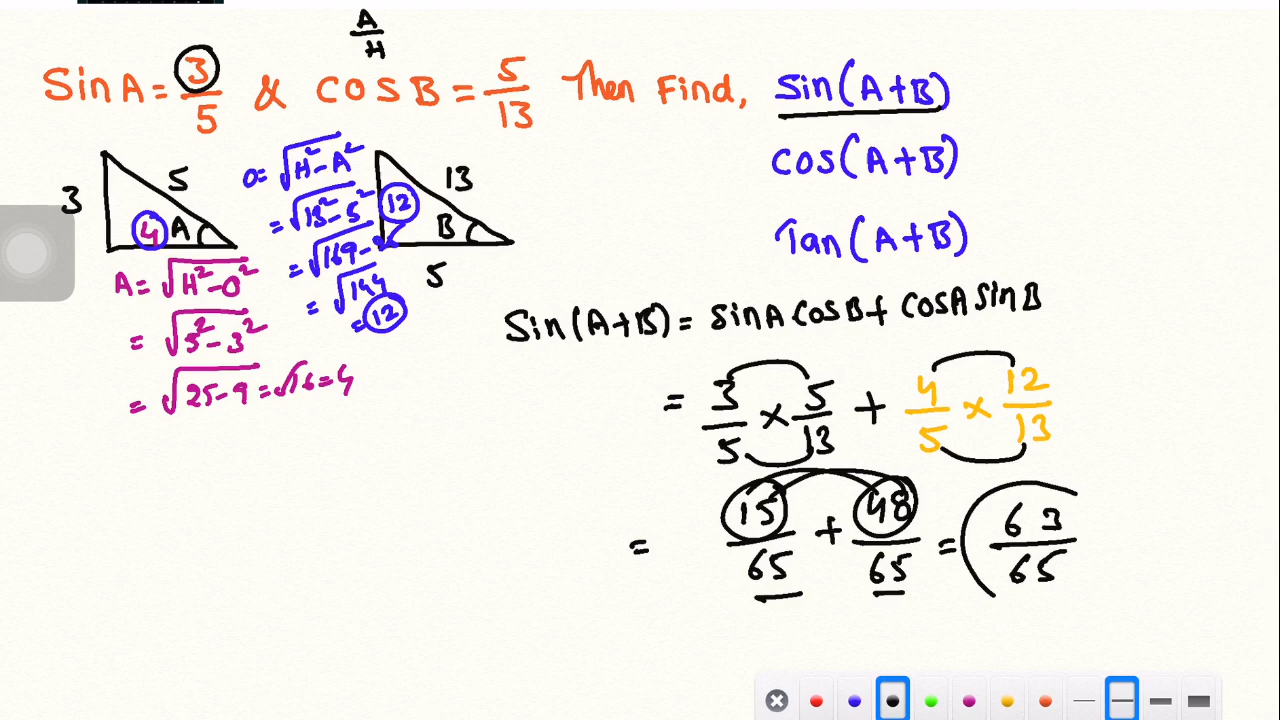 A/H
Sin A = 3/5 & COS B = 5/13 Then Find, Sin(A+B)
cos(A+B)
Tan(A+B)
3 5 4 A
13 12 B 5
O = √H²-A²
= √13²-5²
= √169-
= √144
= 12
A = √H²-O²
= √5²-3²
= √25-9 = √16 = 4
Sin(A+B) = sinA CosB + CosA SinB
= 3/5 × 5/13 + 4/5 × 12/13
= 15/65 + 48/65 = 63/65